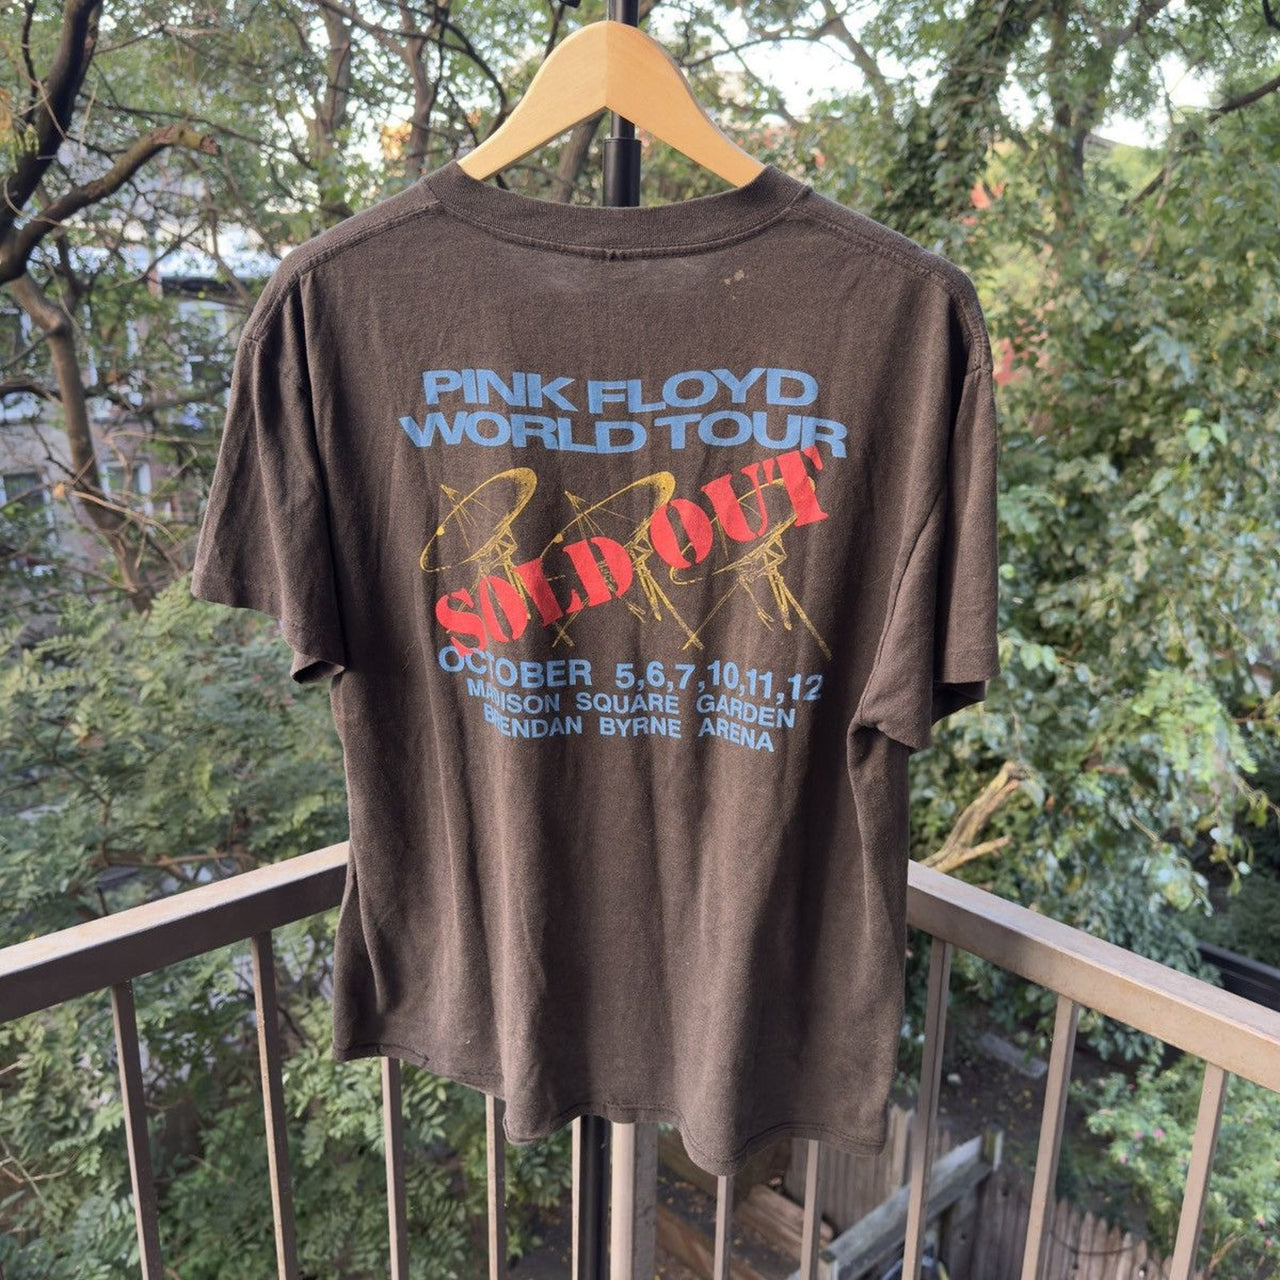 PINK FLOYD
WORLD TOUR
SOLD OUT
OCTOBER 5,6,7,10,11,12
MADISON SQUARE GARDEN
BRENDAN BYRNE ARENA